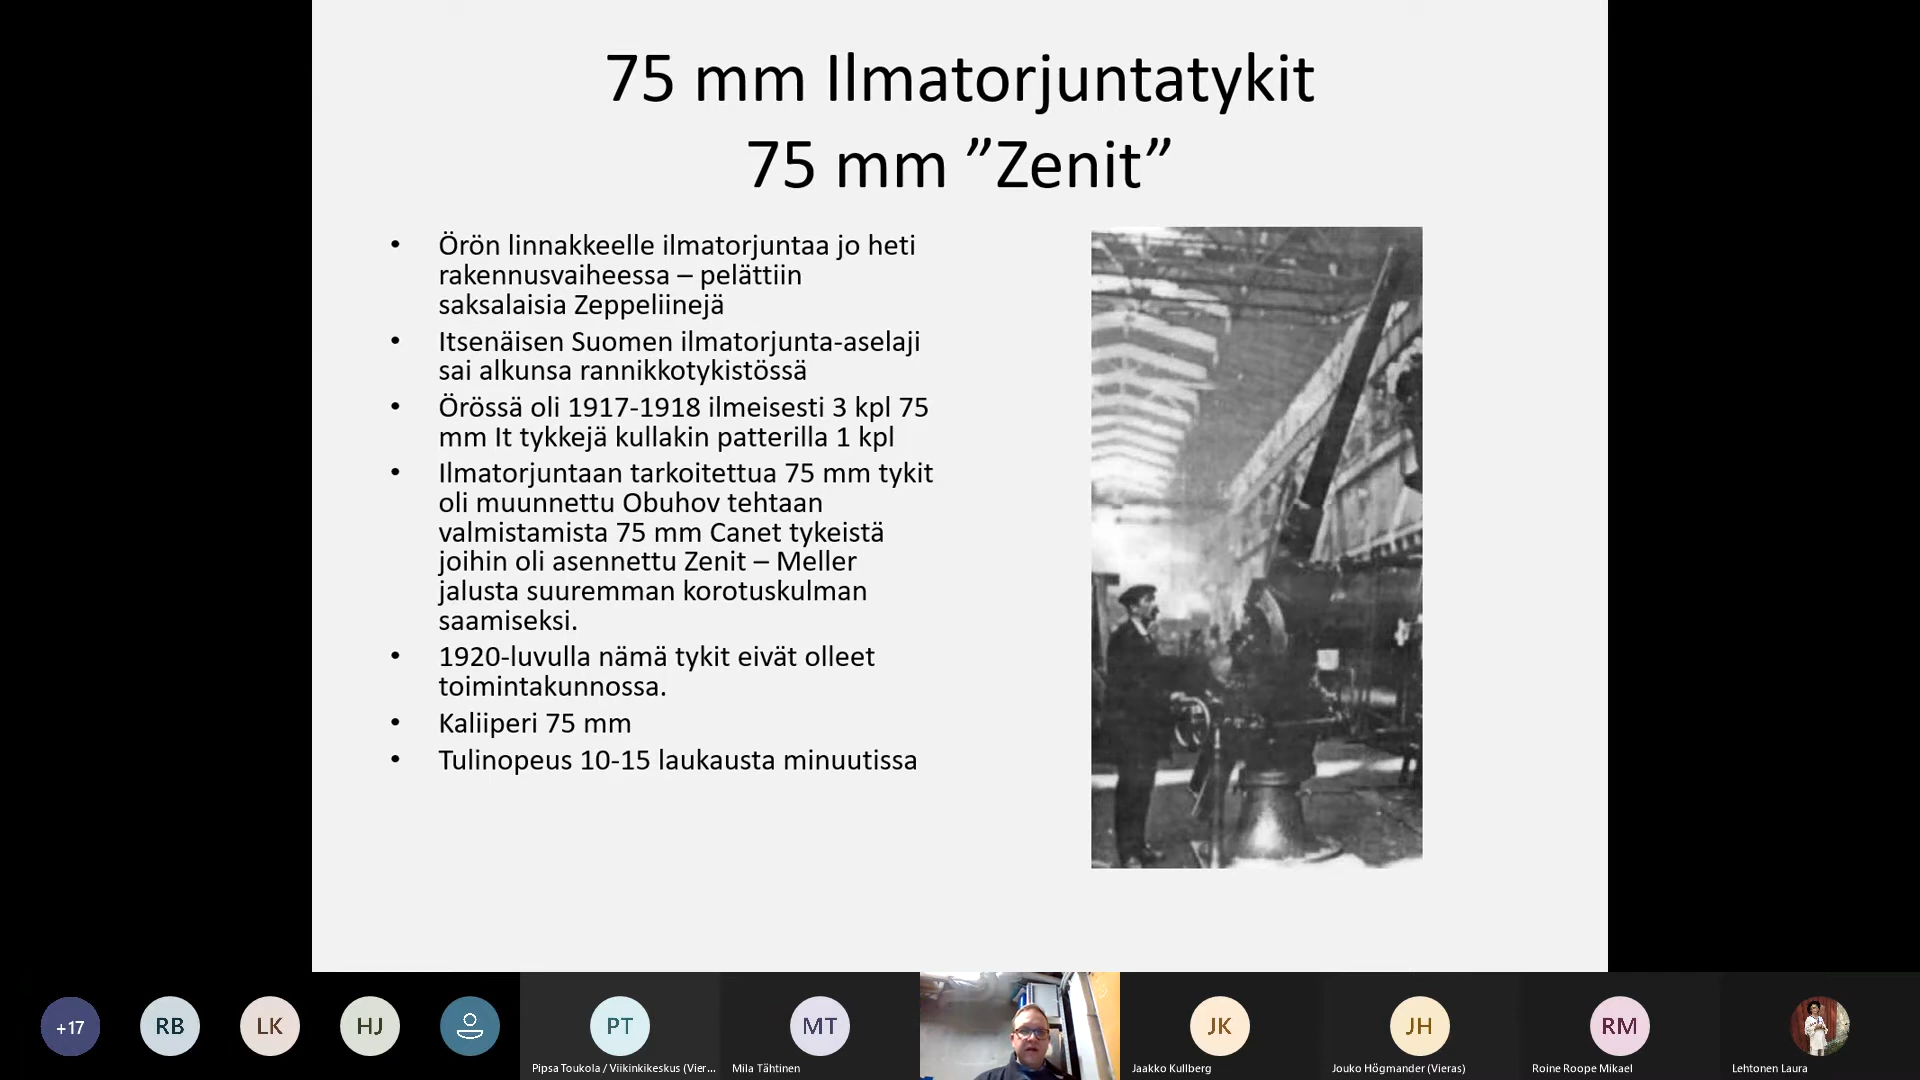 75 mm Ilmatorjuntatykit
75 mm ”Zenit”
• Örön linnakkeelle ilmatorjuntaa jo heti
rakennusvaiheessa – pelättiin
saksalaisia Zeppeliinejä
• Itsenäisen Suomen ilmatorjunta-aselaji
sai alkunsa rannikkotykistössä
• Örössä oli 1917-1918 ilmeisesti 3 kpl 75
mm It tykkejä kullakin patterilla 1 kpl
• Ilmatorjuntaan tarkoitettua 75 mm tykit
oli muunnettu Obuhov tehtaan
valmistamista 75 mm Canet tykeistä
joihin oli asennettu Zenit – Meller
jalusta suuremman korotuskulman
saamiseksi.
• 1920-luvulla nämä tykit eivät olleet
toimintakunnossa.
• Kaliiperi 75 mm
• Tulinopeus 10-15 laukausta minuutissa
+17
RB
LK
HJ
PT
MT
JK
JH
RM
Pipsa Toukola / Viikinkikeskus (Vier...
Mila Tähtinen
Jaakko Kullberg
Jouko Högmander (Vieras)
Roine Roope Mikael
Lehtonen Laura